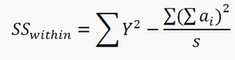 SS_within = ∑Y² − ∑(∑ a_i)² / s